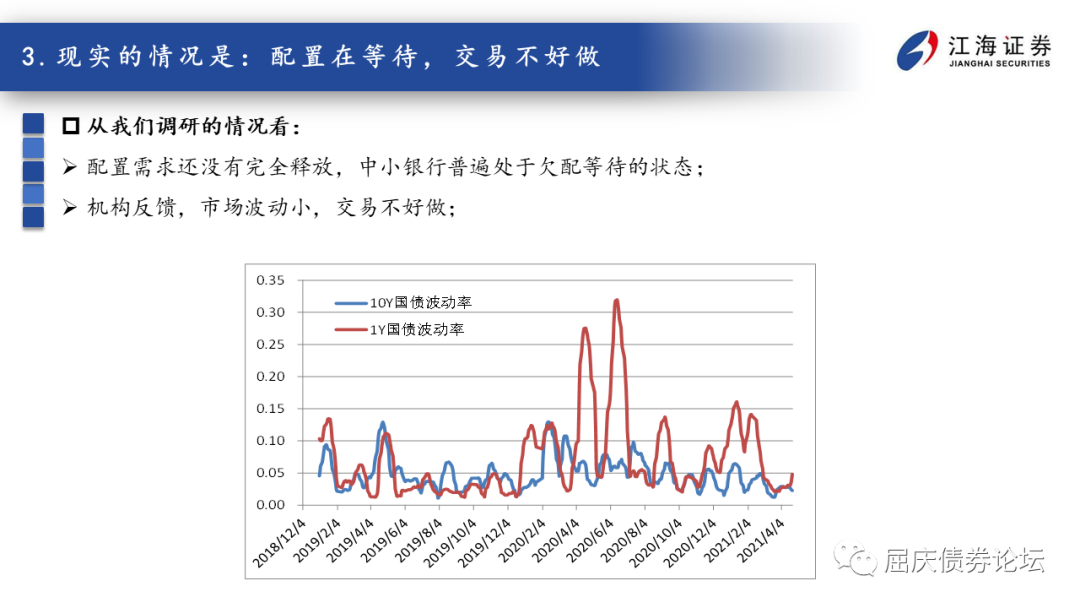 3. 现实的情况是：配置在等待，交易不好做
江海证券
JIANGHAI SECURITIES
从我们调研的情况看：
配置需求还没有完全释放，中小银行普遍处于欠配等待的状态；
机构反馈，市场波动小，交易不好做；
0.35
0.30
0.25
0.20
0.15
0.10
0.05
0.00
10Y国债波动率
1Y国债波动率
2018/12/4
2019/2/4
2019/4/4
2019/6/4
2019/8/4
2019/10/4
2019/12/4
2020/2/4
2020/4/4
2020/6/4
2020/8/4
2020/10/4
2020/12/4
2021/2/4
2021/4/4
屈庆债券论坛